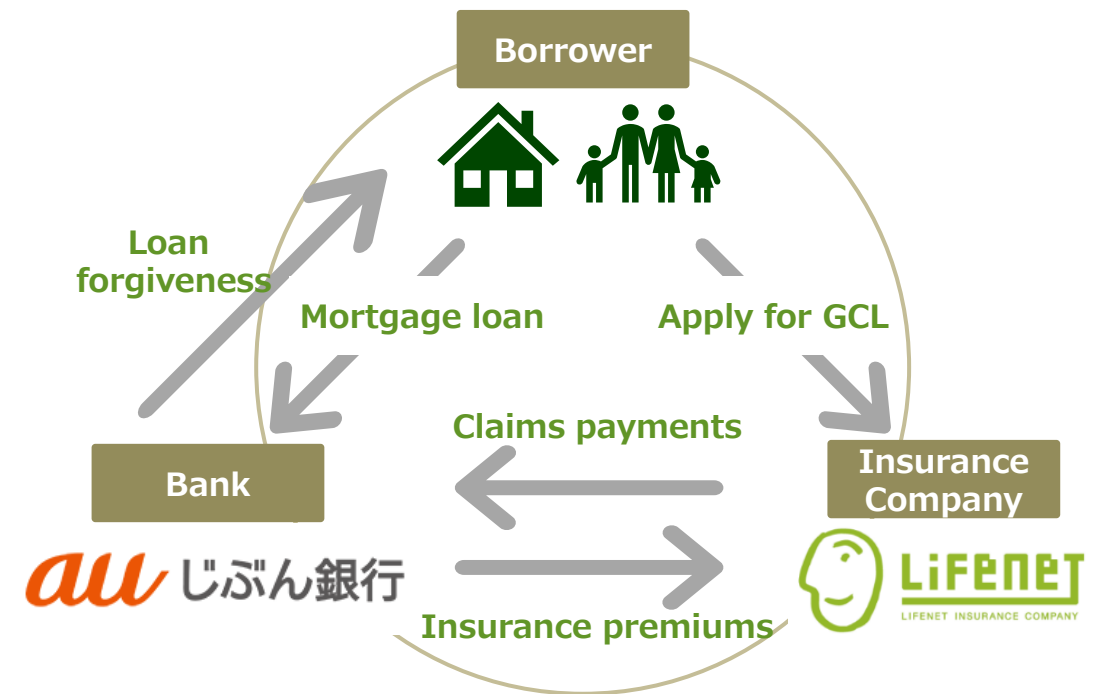 Borrower
Loan
forgiveness
Mortgage loan
Apply for GCL
Claims payments
Bank
Insurance
Company
au じぶん銀行
LIFENET
LIFENET INSURANCE COMPANY
Insurance premiums